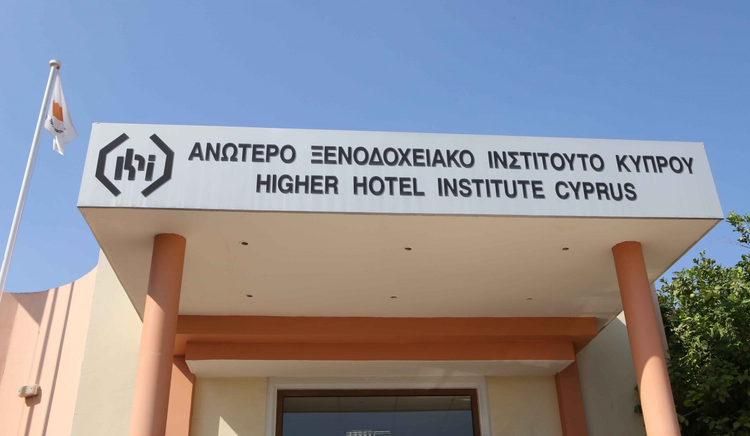 ΑΝΩΤΕΡΟ ΞΕΝΟΔΟΧΕΙΑΚΟ ΙΝΣΤΙΤΟΥΤΟ ΚΥΠΡΟΥ
HIGHER HOTEL INSTITUTE CYPRUS